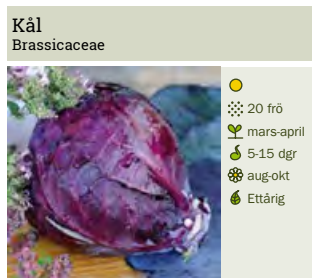 Kål
Brassicaceae
20 frö
mars-april
5-15 dgr
aug-okt
Ettårig